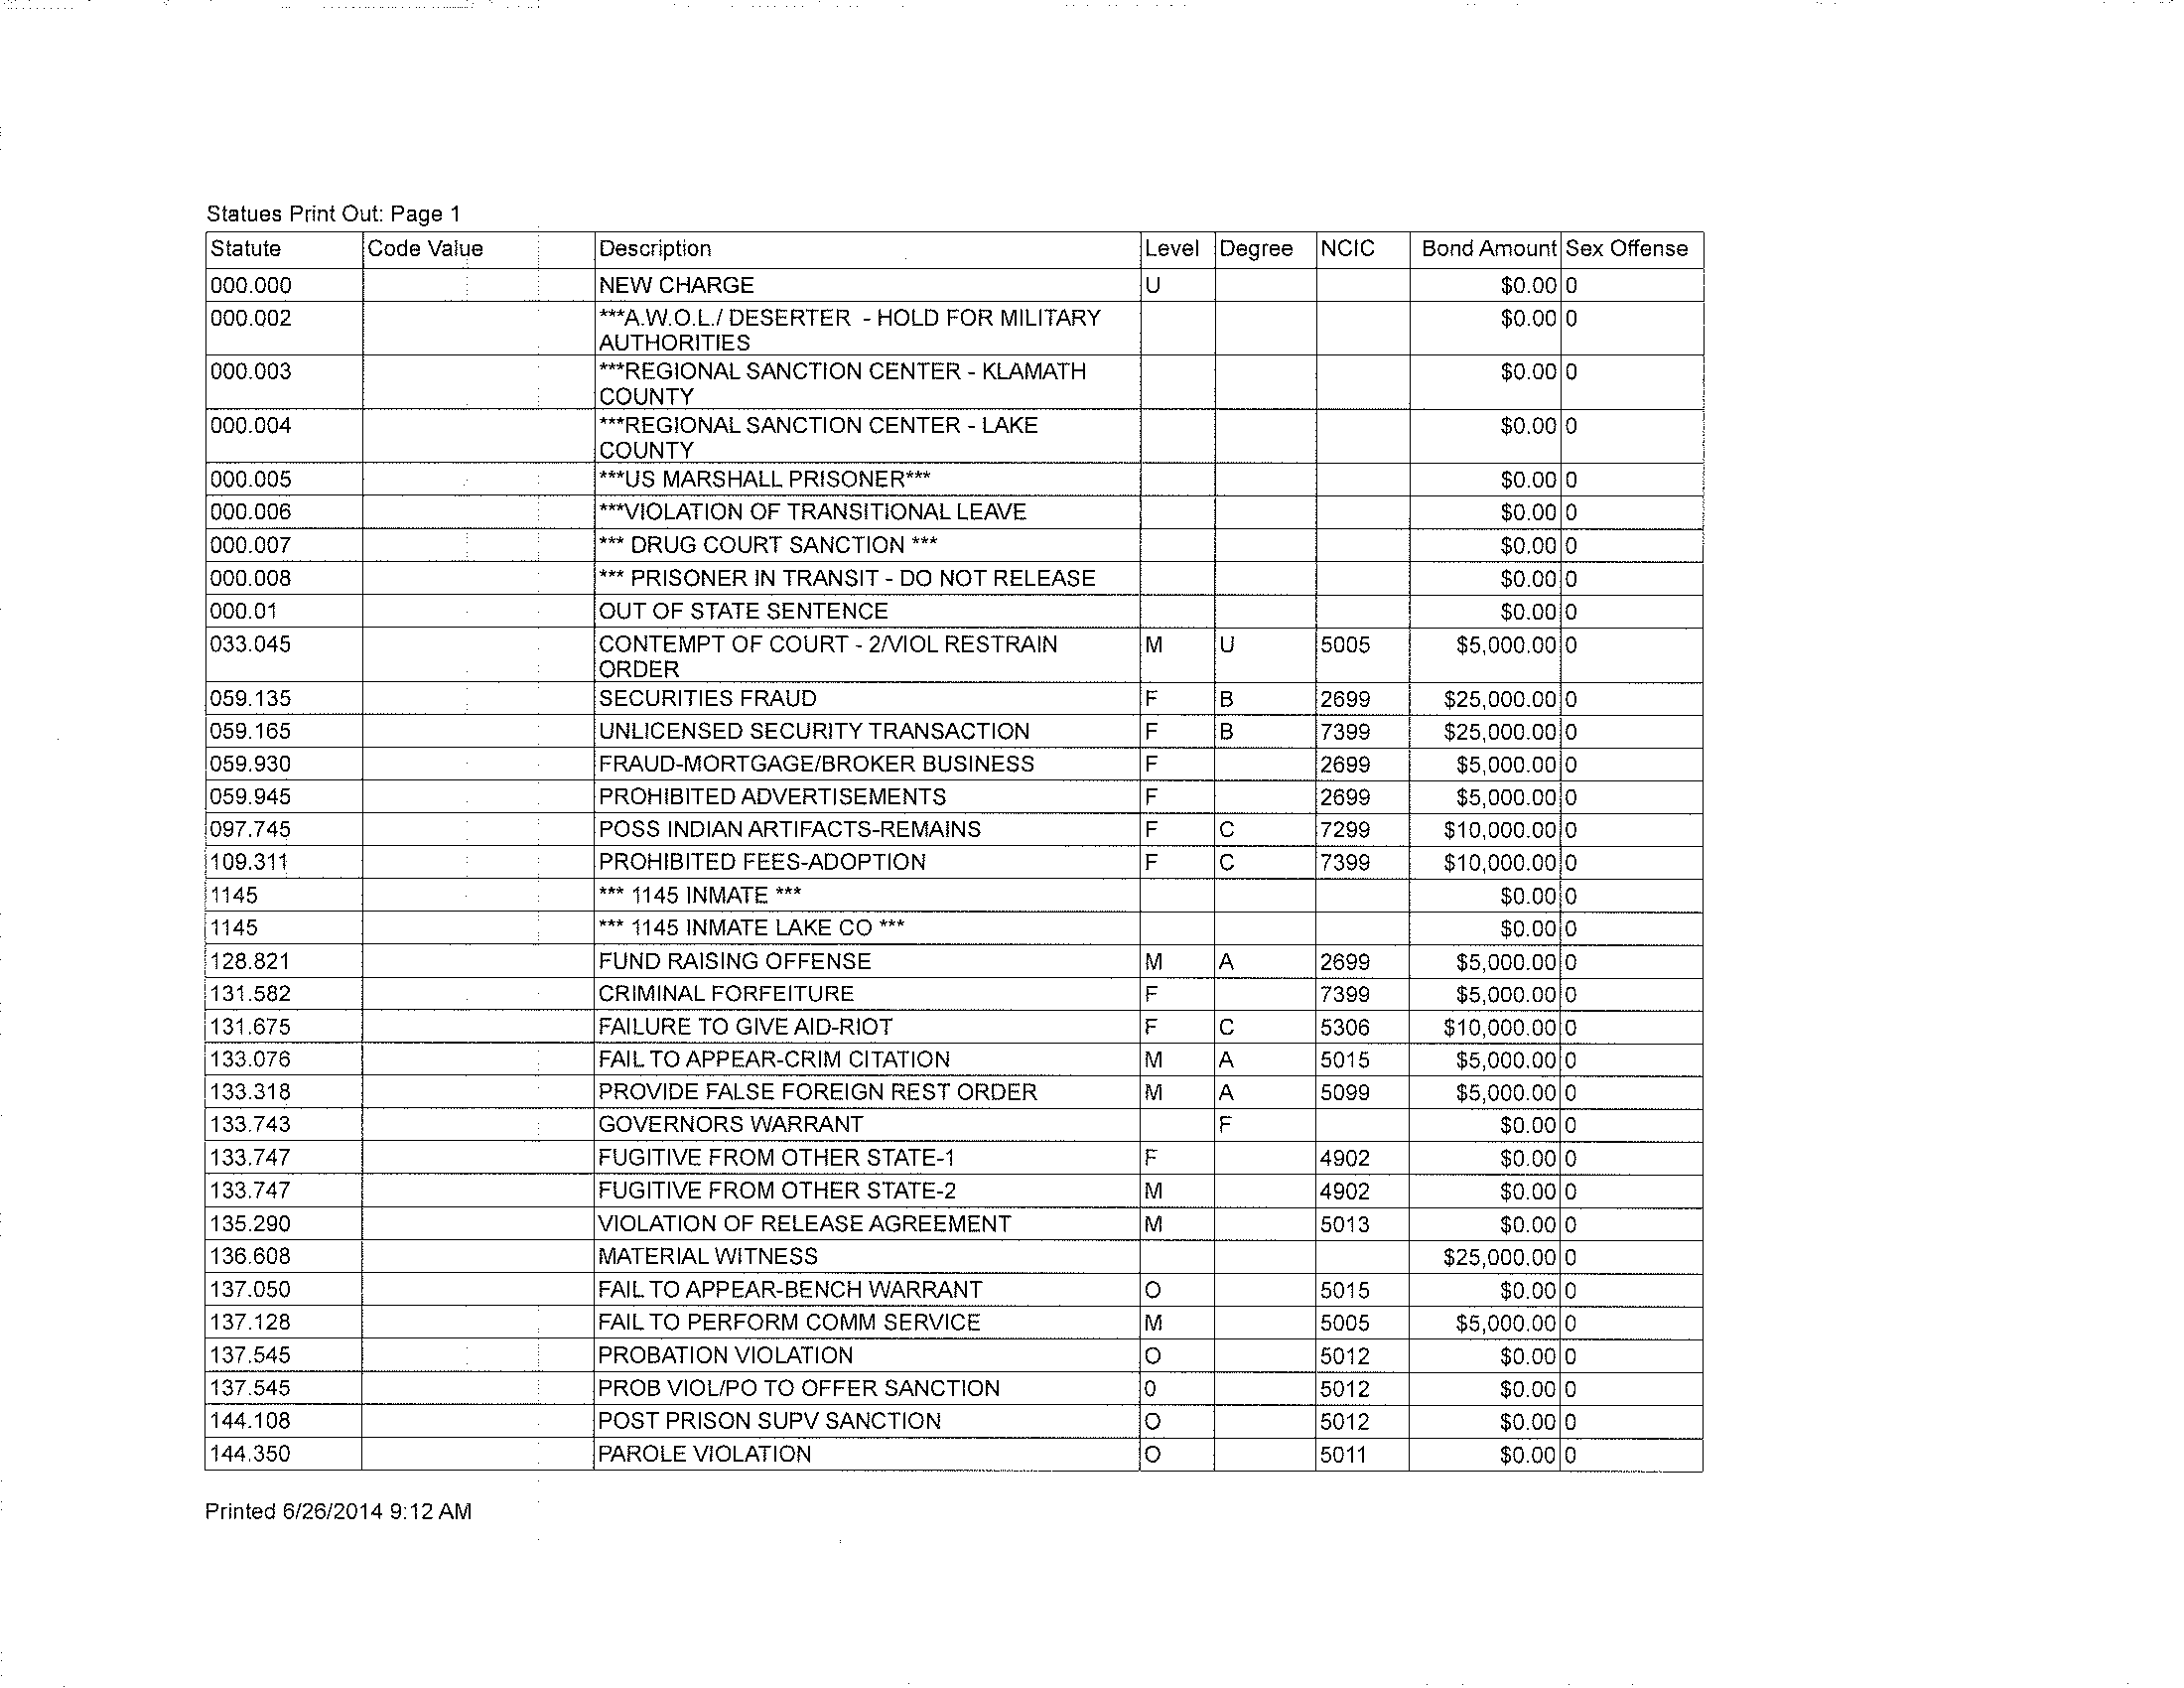 Statues Print Out: Page 1
Statute Code Value Description Level Degree NCIC Bond Amount Sex Offense
000.000 NEW CHARGE U $0.00 0
000.002 ***A.W.O.L./ DESERTER - HOLD FOR MILITARY $0.00 0
AUTHORITIES
000.003 ***REGIONAL SANCTION CENTER - KLAMATH $0.00 0
COUNTY
000.004 ***REGIONAL SANCTION CENTER - LAKE $0.00 0
COUNTY
000.005 ***US MARSHALL PRISONER*** $0.00 0
000.006 ***VIOLATION OF TRANSITIONAL LEAVE $0.00 0
000.007 *** DRUG COURT SANCTION *** $0.00 0
000.008 *** PRISONER IN TRANSIT - DO NOT RELEASE $0.00 0
000.01 OUT OF STATE SENTENCE $0.00 0
033.045 CONTEMPT OF COURT - 2/VIOL RESTRAIN M U 5005 $5,000.00 0
ORDER
059.135 SECURITIES FRAUD F B 2699 $25,000.00 0
059.165 UNLICENSED SECURITY TRANSACTION F B 7399 $25,000.00 0
059.930 FRAUD-MORTGAGE/BROKER BUSINESS F 2699 $5,000.00 0
059.945 PROHIBITED ADVERTISEMENTS F 2699 $5,000.00 0
097.745 POSS INDIAN ARTIFACTS-REMAINS F C 7299 $10,000.00 0
109.311 PROHIBITED FEES-ADOPTION F C 7399 $10,000.00 0
1145 *** 1145 INMATE *** $0.00 0
1145 *** 1145 INMATE LAKE CO *** $0.00 0
128.821 FUND RAISING OFFENSE M A 2699 $5,000.00 0
131.582 CRIMINAL FORFEITURE F 7399 $5,000.00 0
131.675 FAILURE TO GIVE AID-RIOT F C 5306 $10,000.00 0
133.076 FAIL TO APPEAR-CRIM CITATION M A 5015 $5,000.00 0
133.318 PROVIDE FALSE FOREIGN REST ORDER M A 5099 $5,000.00 0
133.743 GOVERNORS WARRANT F $0.00 0
133.747 FUGITIVE FROM OTHER STATE-1 F 4902 $0.00 0
133.747 FUGITIVE FROM OTHER STATE-2 M 4902 $0.00 0
135.290 VIOLATION OF RELEASE AGREEMENT M 5013 $0.00 0
136.608 MATERIAL WITNESS $25,000.00 0
137.050 FAIL TO APPEAR-BENCH WARRANT O 5015 $0.00 0
137.128 FAIL TO PERFORM COMM SERVICE M 5005 $5,000.00 0
137.545 PROBATION VIOLATION O 5012 $0.00 0
137.545 PROB VIOL/PO TO OFFER SANCTION 0 5012 $0.00 0
144.108 POST PRISON SUPV SANCTION O 5012 $0.00 0
144.350 PAROLE VIOLATION O 5011 $0.00 0
Printed 6/26/2014 9:12 AM